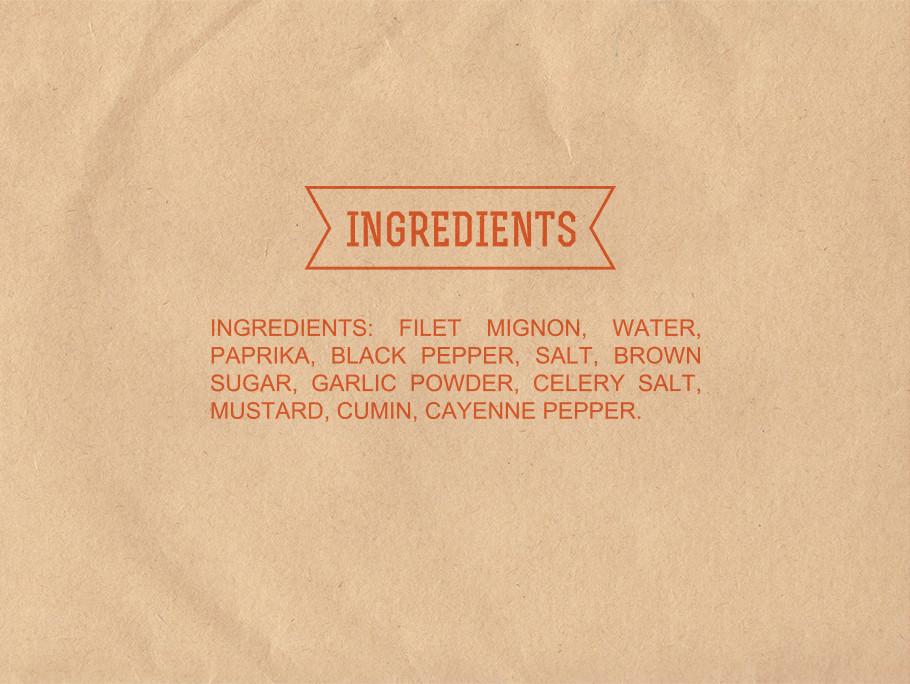 INGREDIENTS
INGREDIENTS: FILET MIGNON, WATER,
PAPRIKA, BLACK PEPPER, SALT, BROWN
SUGAR, GARLIC POWDER, CELERY SALT,
MUSTARD, CUMIN, CAYENNE PEPPER.